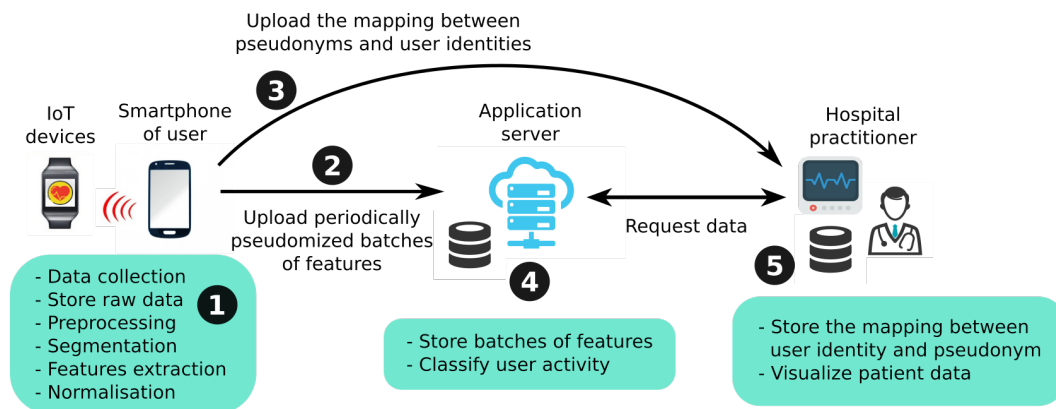 Upload the mapping between
pseudonyms and user identities
3
IoT
devices
Smartphone
of user
Application
server
Hospital
practitioner
2
Upload periodically
pseudomized batches
of features
Request data
4
5
1
- Data collection
- Store raw data
- Preprocessing
- Segmentation
- Features extraction
- Normalisation
- Store batches of features
- Classify user activity
- Store the mapping between
user identity and pseudonym
- Visualize patient data